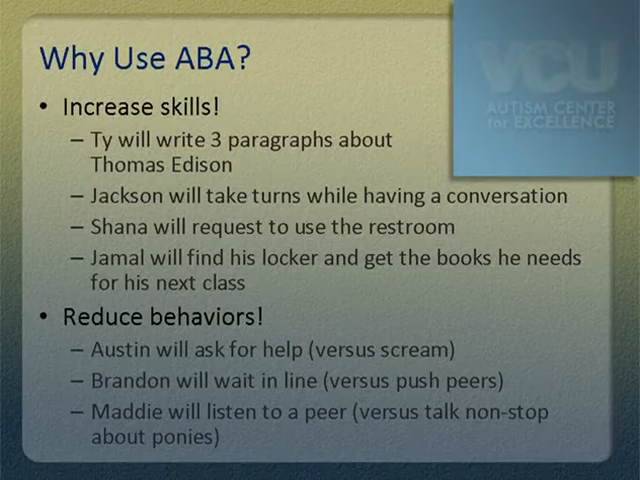 Why Use ABA?
VCU
AUTISM CENTER
for EXCELLENCE
• Increase skills!
– Ty will write 3 paragraphs about
Thomas Edison
– Jackson will take turns while having a conversation
– Shana will request to use the restroom
– Jamal will find his locker and get the books he needs
for his next class
• Reduce behaviors!
– Austin will ask for help (versus scream)
– Brandon will wait in line (versus push peers)
– Maddie will listen to a peer (versus talk non-stop
about ponies)